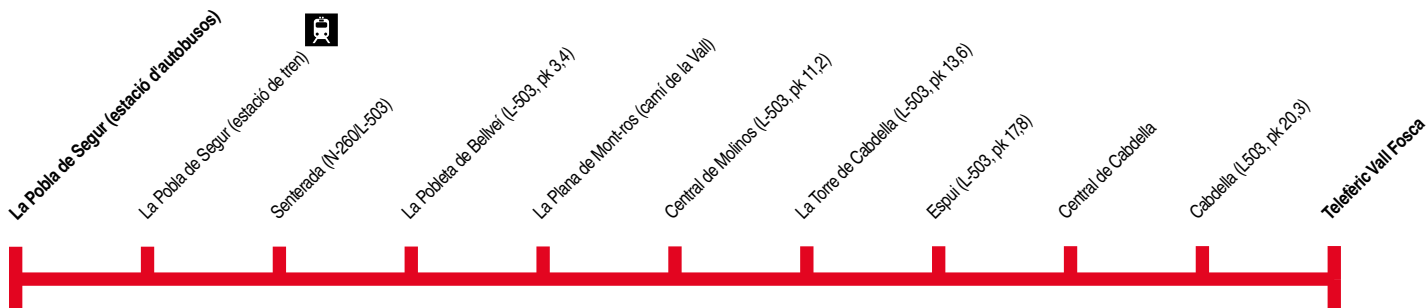 La Pobla de Segur (estació d'autobusos)
La Pobla de Segur (estació de tren)
Senterada (N-260/L-503)
La Pobleta de Bellveí (L-503, pk 3,4)
La Plana de Mont-ros (camí de la Vall)
Central de Molinos (L-503, pk 11,2)
La Torre de Cabdella (L-503, pk 13,6)
Espui (L-503, pk 17,8)
Central de Cabdella
Cabdella (L503, pk 20,3)
Telefèric Vall Fosca